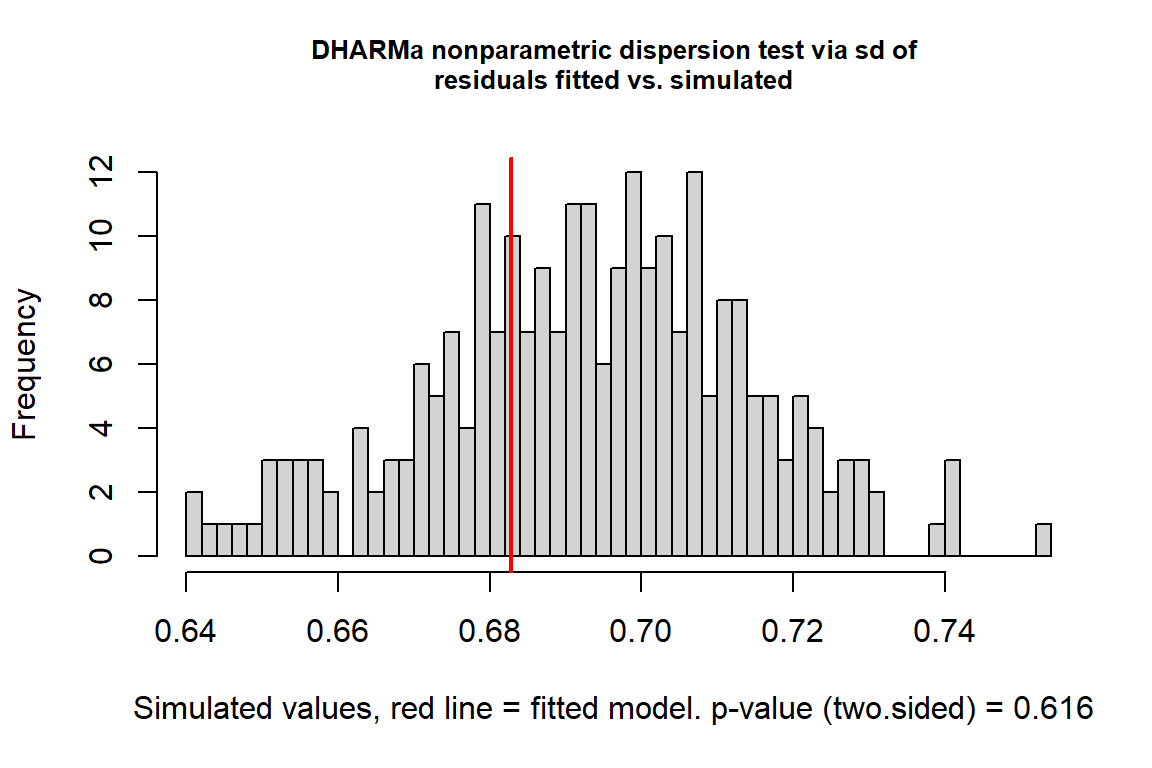 DHARMa nonparametric dispersion test via sd of
residuals fitted vs. simulated
Frequency
12
10
8
6
4
2
0
0.64 0.66 0.68 0.70 0.72 0.74
Simulated values, red line = fitted model. p-value (two.sided) = 0.616